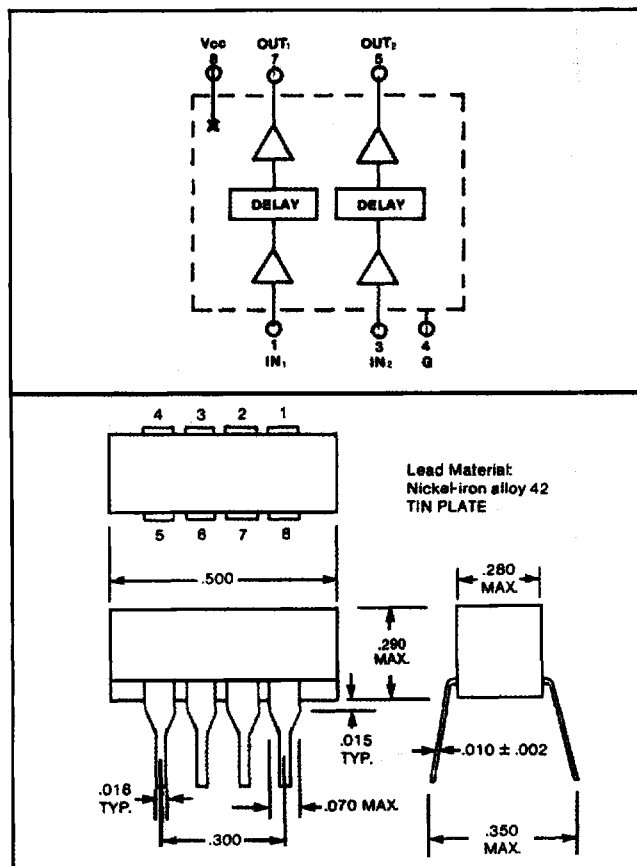 Vcc OUT₁ OUT₂
8 7 5
DELAY DELAY
1 3 4
IN₁ IN₂ G
4 3 2 1
Lead Material:
Nickel-iron alloy 42
TIN PLATE
5 6 7 8
.500
.280
MAX.
.290
MAX.
.015
TYP.
.010 ± .002
.018
TYP.
.070 MAX.
.300
.350
MAX.